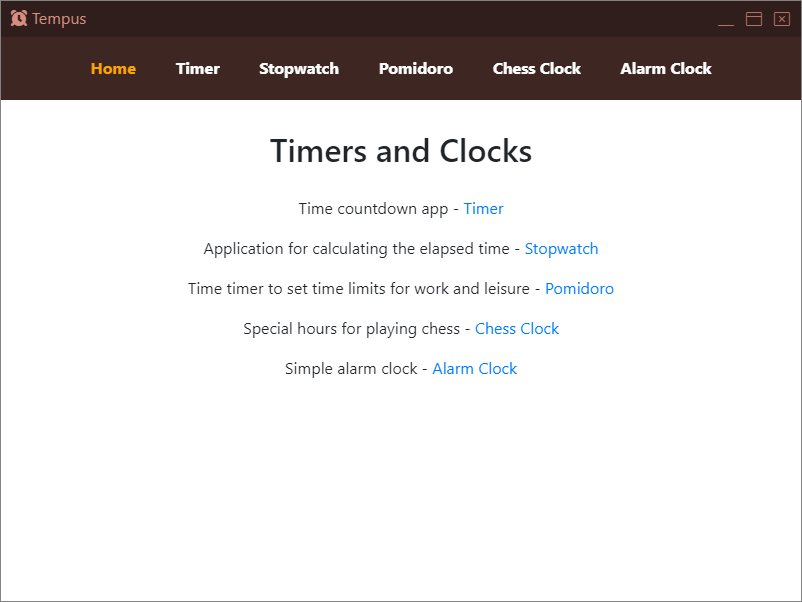 Tempus
Home Timer Stopwatch Pomidoro Chess Clock Alarm Clock
Timers and Clocks
Time countdown app - Timer
Application for calculating the elapsed time - Stopwatch
Time timer to set time limits for work and leisure - Pomidoro
Special hours for playing chess - Chess Clock
Simple alarm clock - Alarm Clock